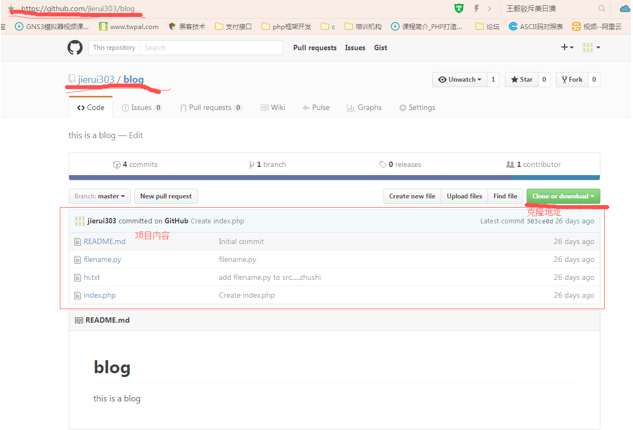 https://github.com/jierui303/blog
王毅驳斥美日澳
GNS3模拟器视频课...
www.twpal.com
黑客技术
支付接口
php框架开发
c
培训机构
课程简介_PHP打造...
论坛
ASCII码对照表
视频--阿里云
This repository
Search
Pull requests
Issues
Gist
jierui303 / blog
Unwatch
1
Star
0
Fork
0
Code
Issues
0
Pull requests
0
Wiki
Pulse
Graphs
Settings
this is a blog — Edit
4 commits
1 branch
0 releases
1 contributor
Branch: master
New pull request
Create new file
Upload files
Find file
Clone or download
克隆地址
jierui303 committed on GitHub Create index.php
Latest commit 303ce0d 26 days ago
项目内容
README.md
Initial commit
26 days ago
filename.py
filename.py
26 days ago
hi.txt
add filename.py to src.....zhushi
26 days ago
index.php
Create index.php
26 days ago
README.md
blog
this is a blog